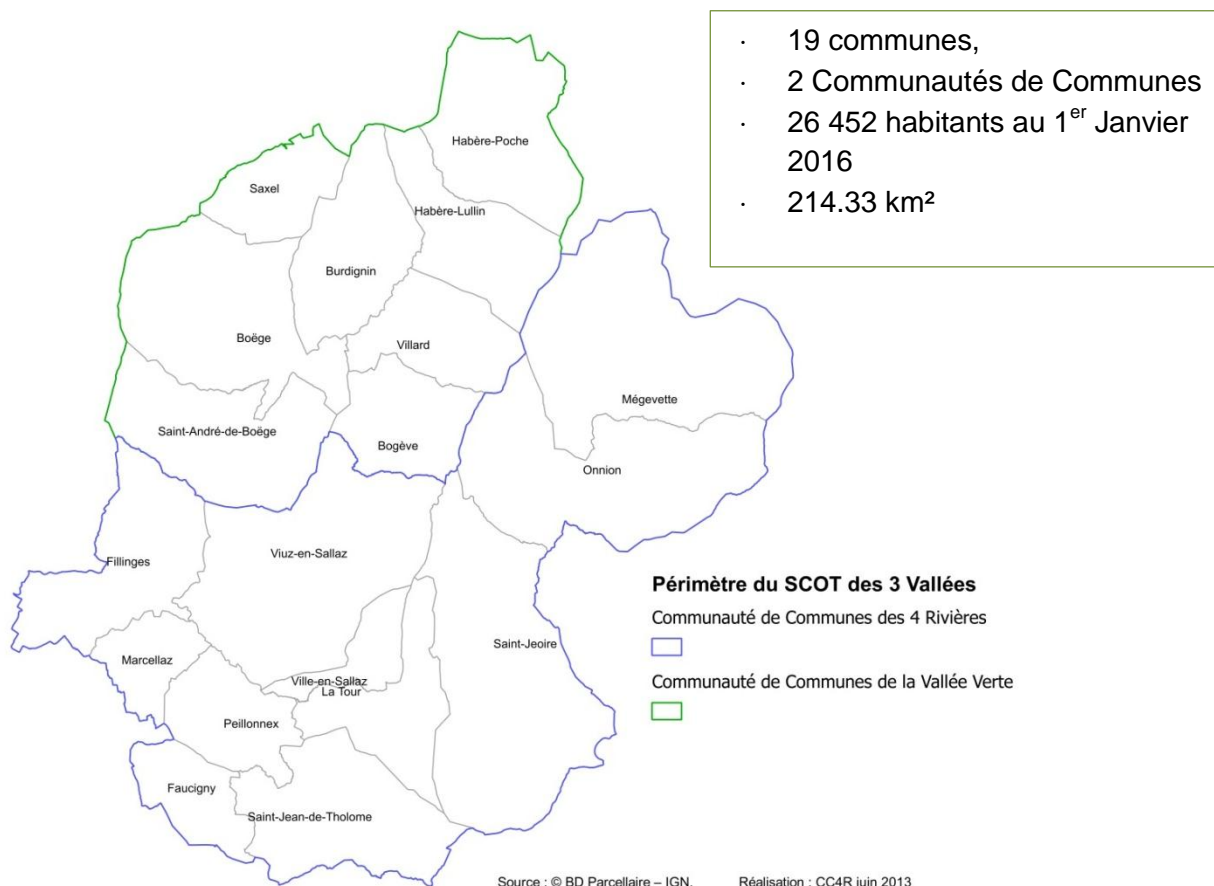 · 19 communes,
· 2 Communautés de Communes
· 26 452 habitants au 1er Janvier
2016
· 214.33 km²
Habère-Poche
Saxel
Habère-Lullin
Burdignin
Boëge
Villard
Mégevette
Saint-André-de-Boëge
Bogève
Onnion
Viuz-en-Sallaz
Fillinges
Périmètre du SCOT des 3 Vallées
Communauté de Communes des 4 Rivières
Saint-Jeoire
Marcellaz
Ville-en-Sallaz
La Tour
Communauté de Communes de la Vallée Verte
Peillonnex
Faucigny
Saint-Jean-de-Tholome
Source : © BD Parcellaire – IGN. Réalisation : CC4R juin 2013